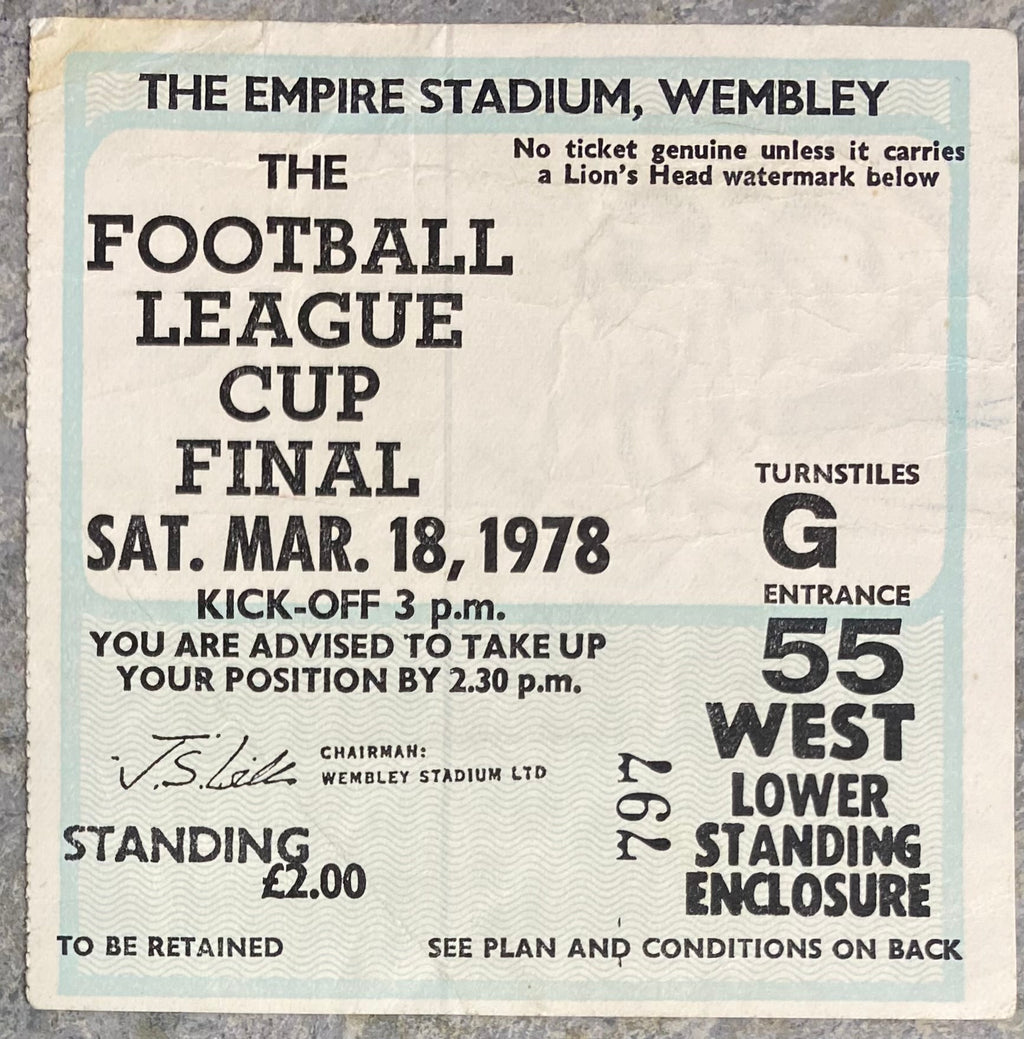 THE EMPIRE STADIUM, WEMBLEY
No ticket genuine unless it carries
a Lion's Head watermark below
THE
FOOTBALL
LEAGUE
CUP
FINAL
SAT. MAR. 18, 1978
KICK-OFF 3 p.m.
YOU ARE ADVISED TO TAKE UP
YOUR POSITION BY 2.30 p.m.
CHAIRMAN:
WEMBLEY STADIUM LTD
STANDING
£2.00
TO BE RETAINED
TURNSTILES
G
ENTRANCE
55
WEST
LOWER
STANDING
ENCLOSURE
797
SEE PLAN AND CONDITIONS ON BACK